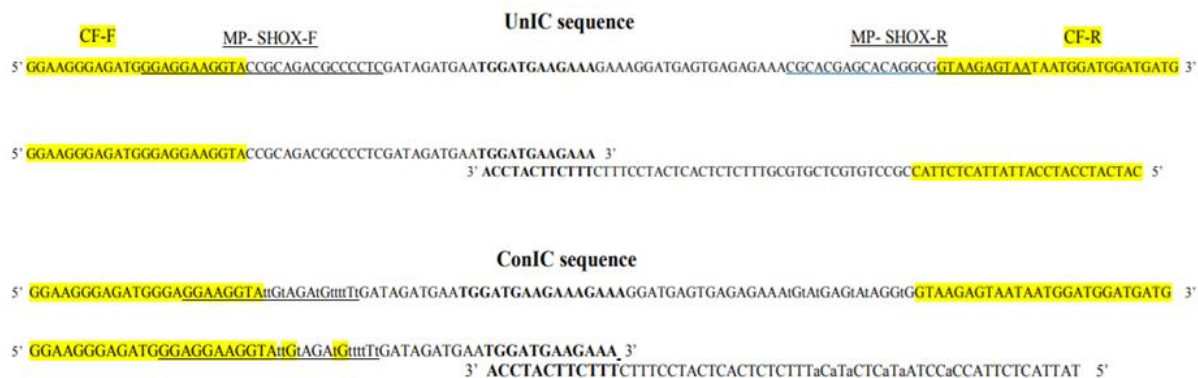 UnIC sequence
CF-F MP- SHOX-F MP- SHOX-R CF-R
5’ GGAAGGGAGATGGGAGGAAGGTACCGCAGACGCCCCTCGATAGATGAATGGATGAAGAAAGAAAGGATGAGTGAGAGAAACGCACGAGCACAGGCGGTAAGAGTAATAATGGATGGATGATG 3’
5’ GGAAGGGAGATGGGAGGAAGGTACCGCAGACGCCCCTCGATAGATGAATGGATGAAGAAA 3’
3’ ACCTACTTCTTTCTTTCCTACTCACTCTCTTTGCGTGCTCGTGTCCGCCATTCTCATTATTACCTACCTACTAC 5’
ConIC sequence
5’ GGAAGGGAGATGGGAGGAAGGTAttGtAGAtGttttTtGATAGATGAATGGATGAAGAAAGAAAGGATGAGTGAGAGAAAtGtAtGAGtAtAGGtGGTAAGAGTAATAATGGATGGATGATG 3’
5’ GGAAGGGAGATGGGAGGAAGGTAttGtAGAtGttttTtGATAGATGAATGGATGAAGAAA 3’
3’ ACCTACTTCTTTCTTTCCTACTCACTCTCTTTaCaTaCTCaTaATCCaCCATTCTCATTAT 5’